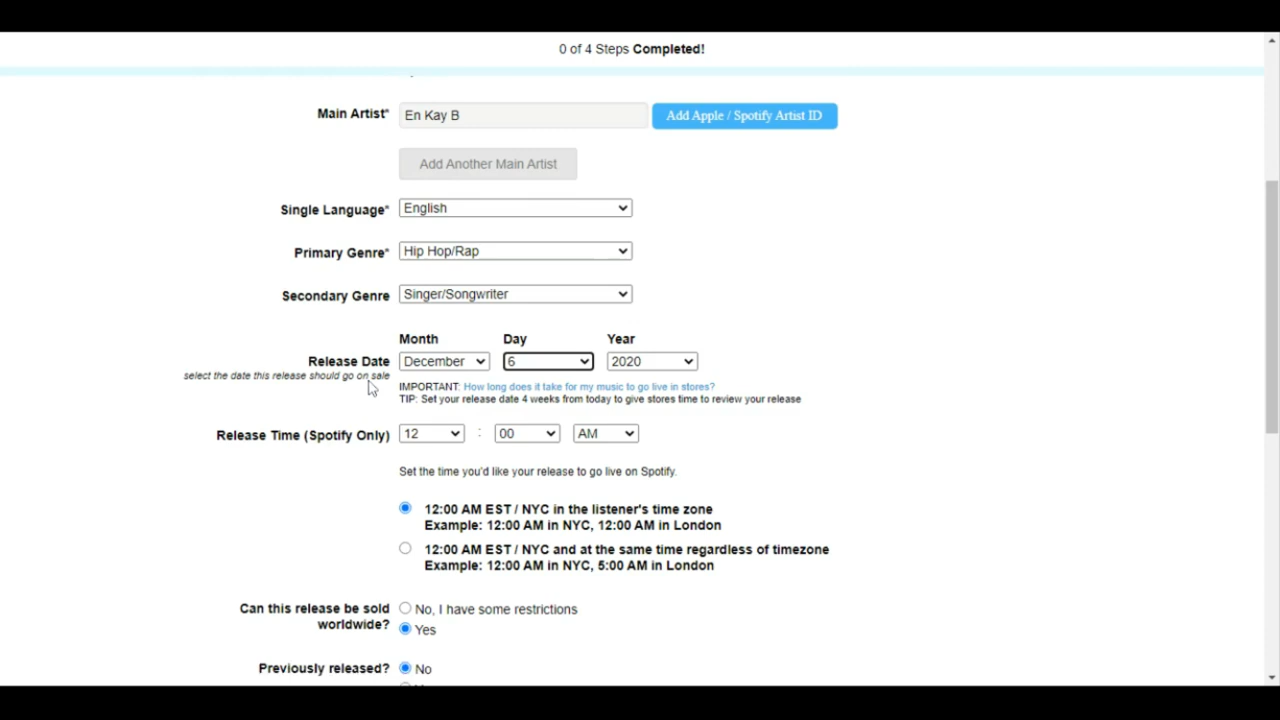 0 of 4 Steps Completed!
Main Artist* En Kay B Add Apple / Spotify Artist ID
Add Another Main Artist
Single Language* English
Primary Genre* Hip Hop/Rap
Secondary Genre Singer/Songwriter
Month Day Year
Release Date December 6 2020
select the date this release should go on sale
IMPORTANT: How long does it take for my music to go live in stores?
TIP: Set your release date 4 weeks from today to give stores time to review your release
Release Time (Spotify Only) 12 : 00 AM
Set the time you'd like your release to go live on Spotify.
12:00 AM EST / NYC in the listener's time zone
Example: 12:00 AM in NYC, 12:00 AM in London
12:00 AM EST / NYC and at the same time regardless of timezone
Example: 12:00 AM in NYC, 5:00 AM in London
Can this release be sold
worldwide?
No, I have some restrictions
Yes
Previously released? No